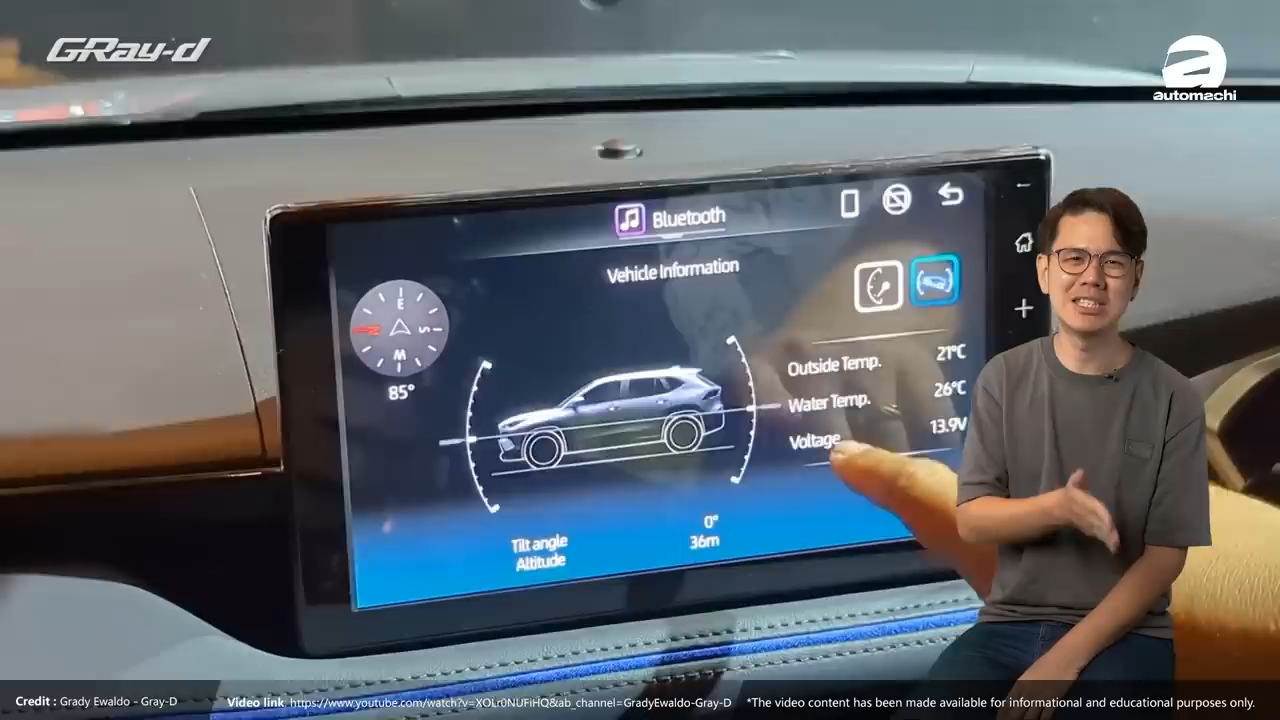 GRay-d
automachi
Bluetooth
Vehicle Information
E
S
W
N
85°
Outside Temp. 21°C
Water Temp. 26°C
Voltage 13.9V
Tilt angle 0°
Altitude 36m
Credit : Grady Ewaldo - Gray-D Video link. https://www.youtube.com/watch?v=XOLr0NUFiHQ&ab_channel=GradyEwaldo-Gray-D *The video content has been made available for informational and educational purposes only.